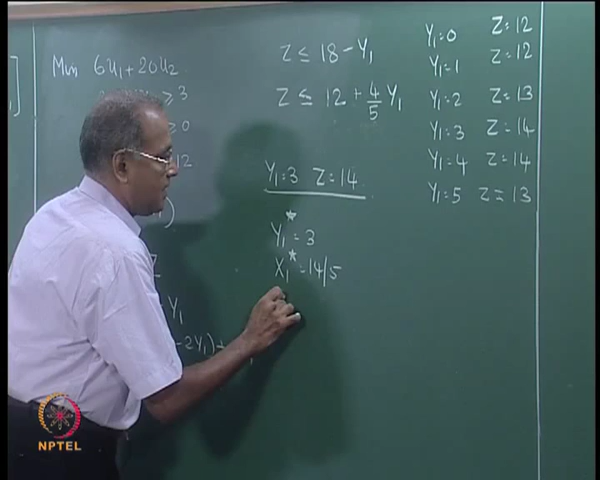 Min 6u1 + 20u2
≥ 3
≥ 0
12
)
Z
Y1
-2Y1) +
Z ≤ 18 - Y1
Z ≤ 12 + 4/5 Y1
Y1=3 Z=14
Y1* = 3
X1* = 14/5
Y1=0 Z=12
Y1=1 Z=12
Y1=2 Z=13
Y1=3 Z=14
Y1=4 Z=14
Y1=5 Z=13
NPTEL